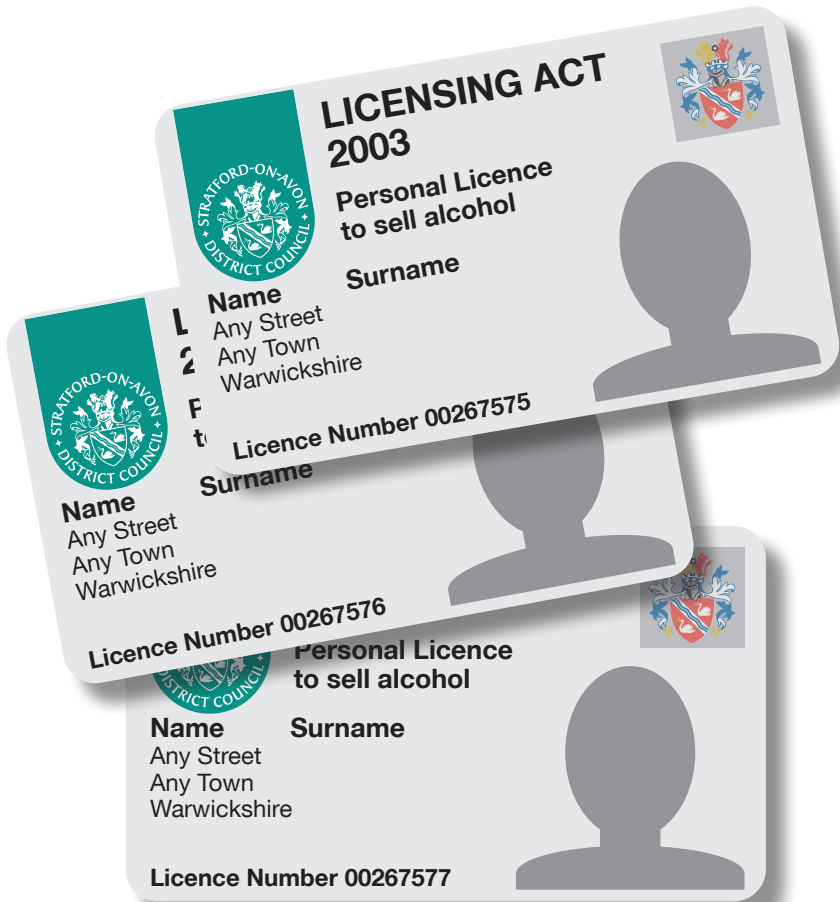 LICENSING ACT
2003
STRATFORD-ON-AVON
DISTRICT COUNCIL
Personal Licence
to sell alcohol
Name Surname
Any Street
Any Town
Warwickshire
Licence Number 00267575
STRATFORD-ON-AVON
DISTRICT COUNCIL
Name Surname
Any Street
Any Town
Warwickshire
Licence Number 00267576
DISTRICT COUNCIL
Personal Licence
to sell alcohol
Name Surname
Any Street
Any Town
Warwickshire
Licence Number 00267577